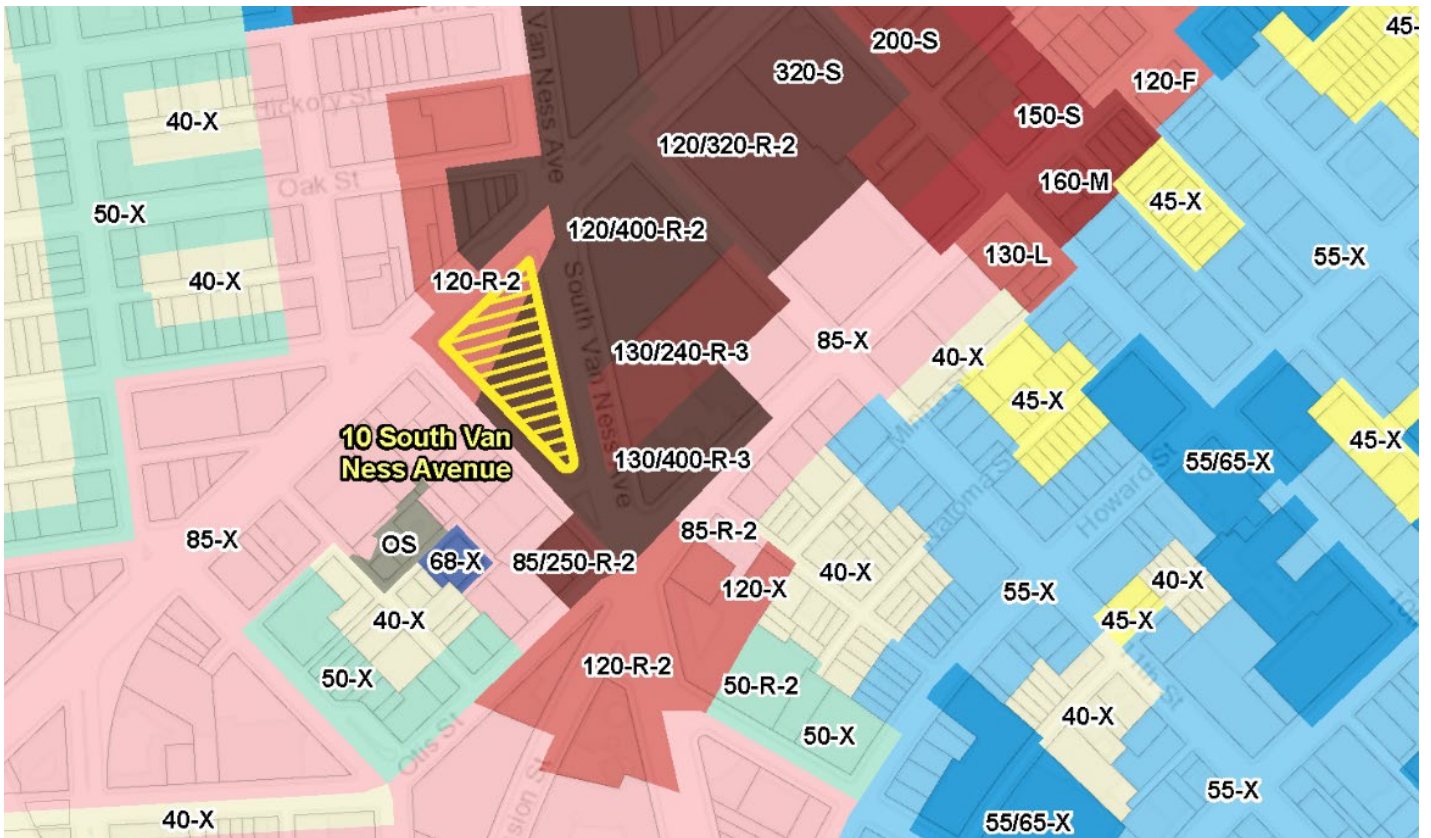 45-
200-S
Van Ness Ave
320-S
120-F
Hickory St
40-X
150-S
120/320-R-2
Oak St
160-M
50-X
45-X
120/400-R-2
130-L
55-X
40-X
120-R-2
South Van Ness Ave
85-X
130/240-R-3
40-X
45-X
10 South Van
Ness Avenue
130/400-R-3
45-X
55/65-X
Howard St
85-R-2
85-X
OS
68-X
85/250-R-2
40-X
40-X
120-X
55-X
40-X
45-X
120-R-2
50-X
50-R-2
40-X
50-X
Otis St
55-X
40-X
55/65-X